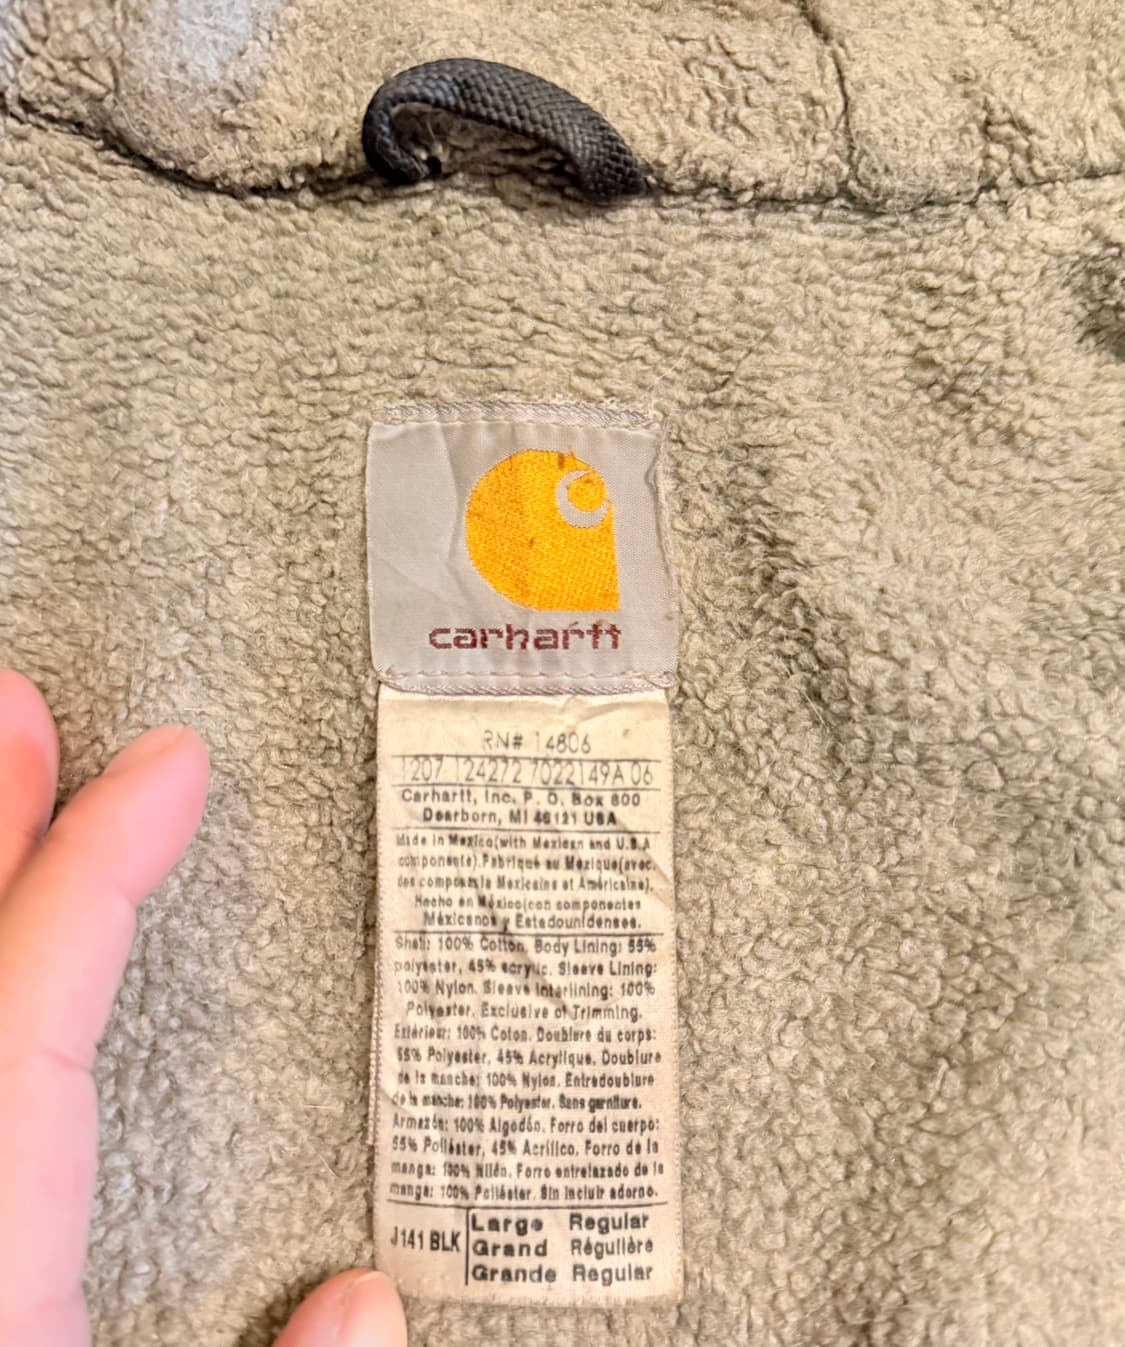 carhartt
RN# 14806
1207 124272 7022149A 06
Carhartt, Inc. P. O. Box 600
Dearborn, MI 48121 USA
Made in Mexico(with Mexican and U.S.A
components).Fabriqué au Mexique(avec
des composants Mexicains et Américains).
Hecho en México(con componentes
Méxicanos y Estadounidenses.
Shell: 100% Cotton. Body Lining: 55%
polyester, 45% acrylic. Sleeve Lining:
100% Nylon. Sleeve Interlining: 100%
Polyester. Exclusive of Trimming.
Extérieur: 100% Coton. Doublure du corps:
55% Polyester, 45% Acrylique. Doublure
de la manche: 100% Nylon. Entredoublure
de la manche: 100% Polyester. Sans garniture.
Armazón: 100% Algodón. Forro del cuerpo:
55% Poliéster, 45% Acrílico. Forro de la
manga: 100% Nilón. Forro entrelazado de la
manga: 100% Poliéster. Sin incluir adorno.
J141 BLK
Large Regular
Grand Régulière
Grande Regular